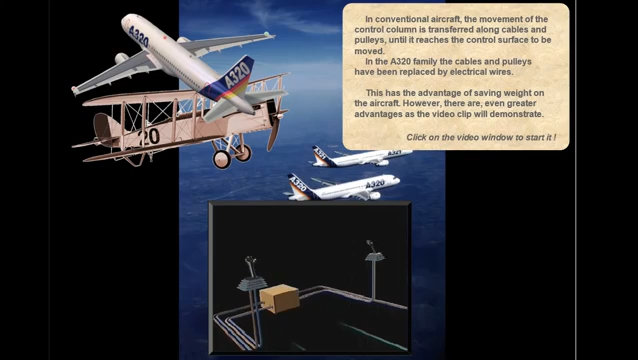 In conventional aircraft, the movement of the
control column is transferred along cables and
pulleys, until it reaches the control surface to be
moved.
In the A320 family the cables and pulleys
have been replaced by electrical wires.
This has the advantage of saving weight on
the aircraft. However, there are, even greater
advantages as the video clip will demonstrate.
Click on the video window to start it !
A320
A320
20
A321
A320
A320